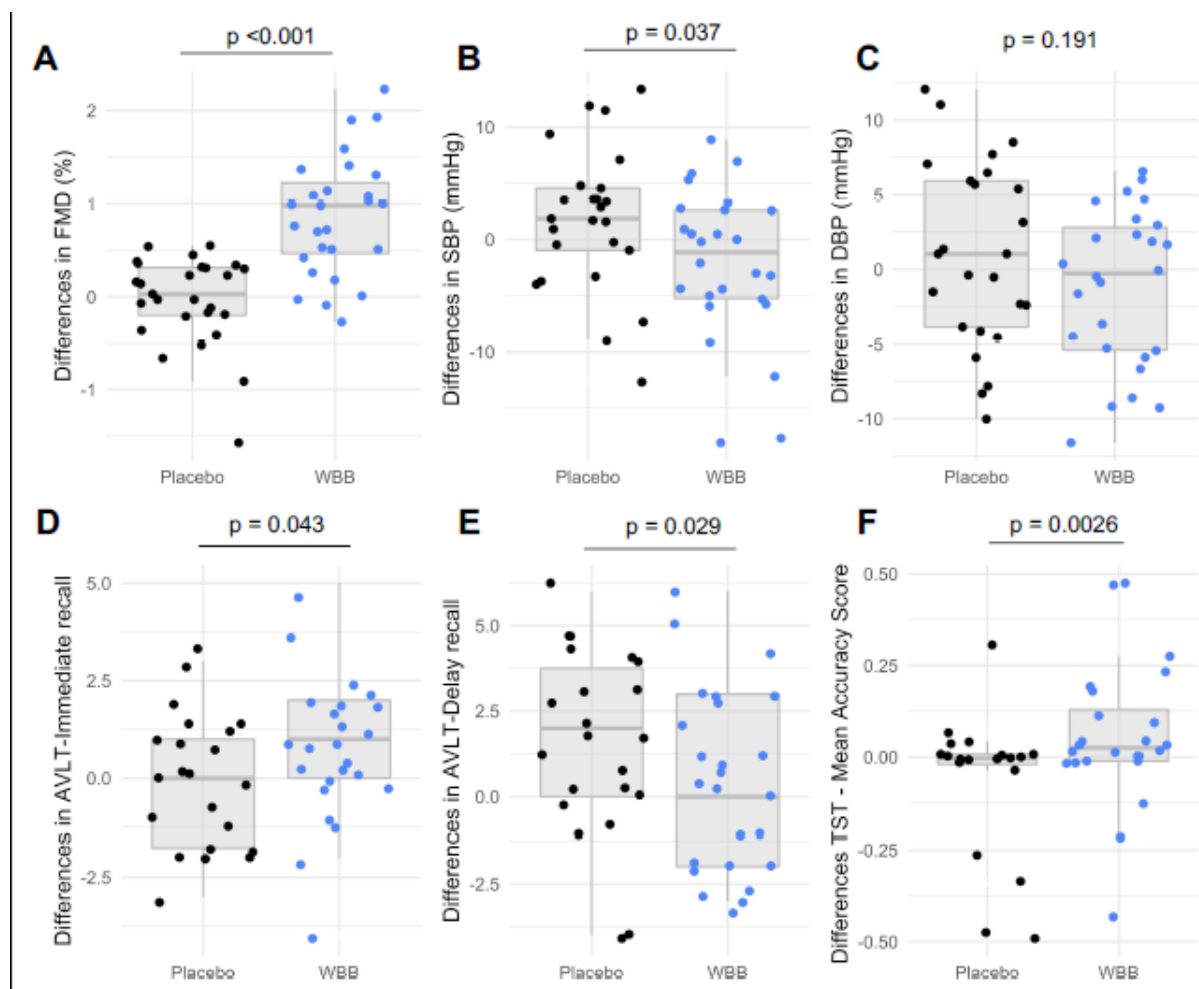 A
p <0.001
Differences in FMD (%)
2
1
0
-1
Placebo
WBB
B
p = 0.037
Differences in SBP (mmHg)
10
0
-10
Placebo
WBB
C
p = 0.191
Differences in DBP (mmHg)
10
5
0
-5
-10
Placebo
WBB
D
p = 0.043
Differences in AVLT-Immediate recall
5.0
2.5
0.0
-2.5
Placebo
WBB
E
p = 0.029
Differences in AVLT-Delay recall
5.0
2.5
0.0
-2.5
Placebo
WBB
F
p = 0.0026
Differences TST - Mean Accuracy Score
0.50
0.25
0.00
-0.25
-0.50
Placebo
WBB